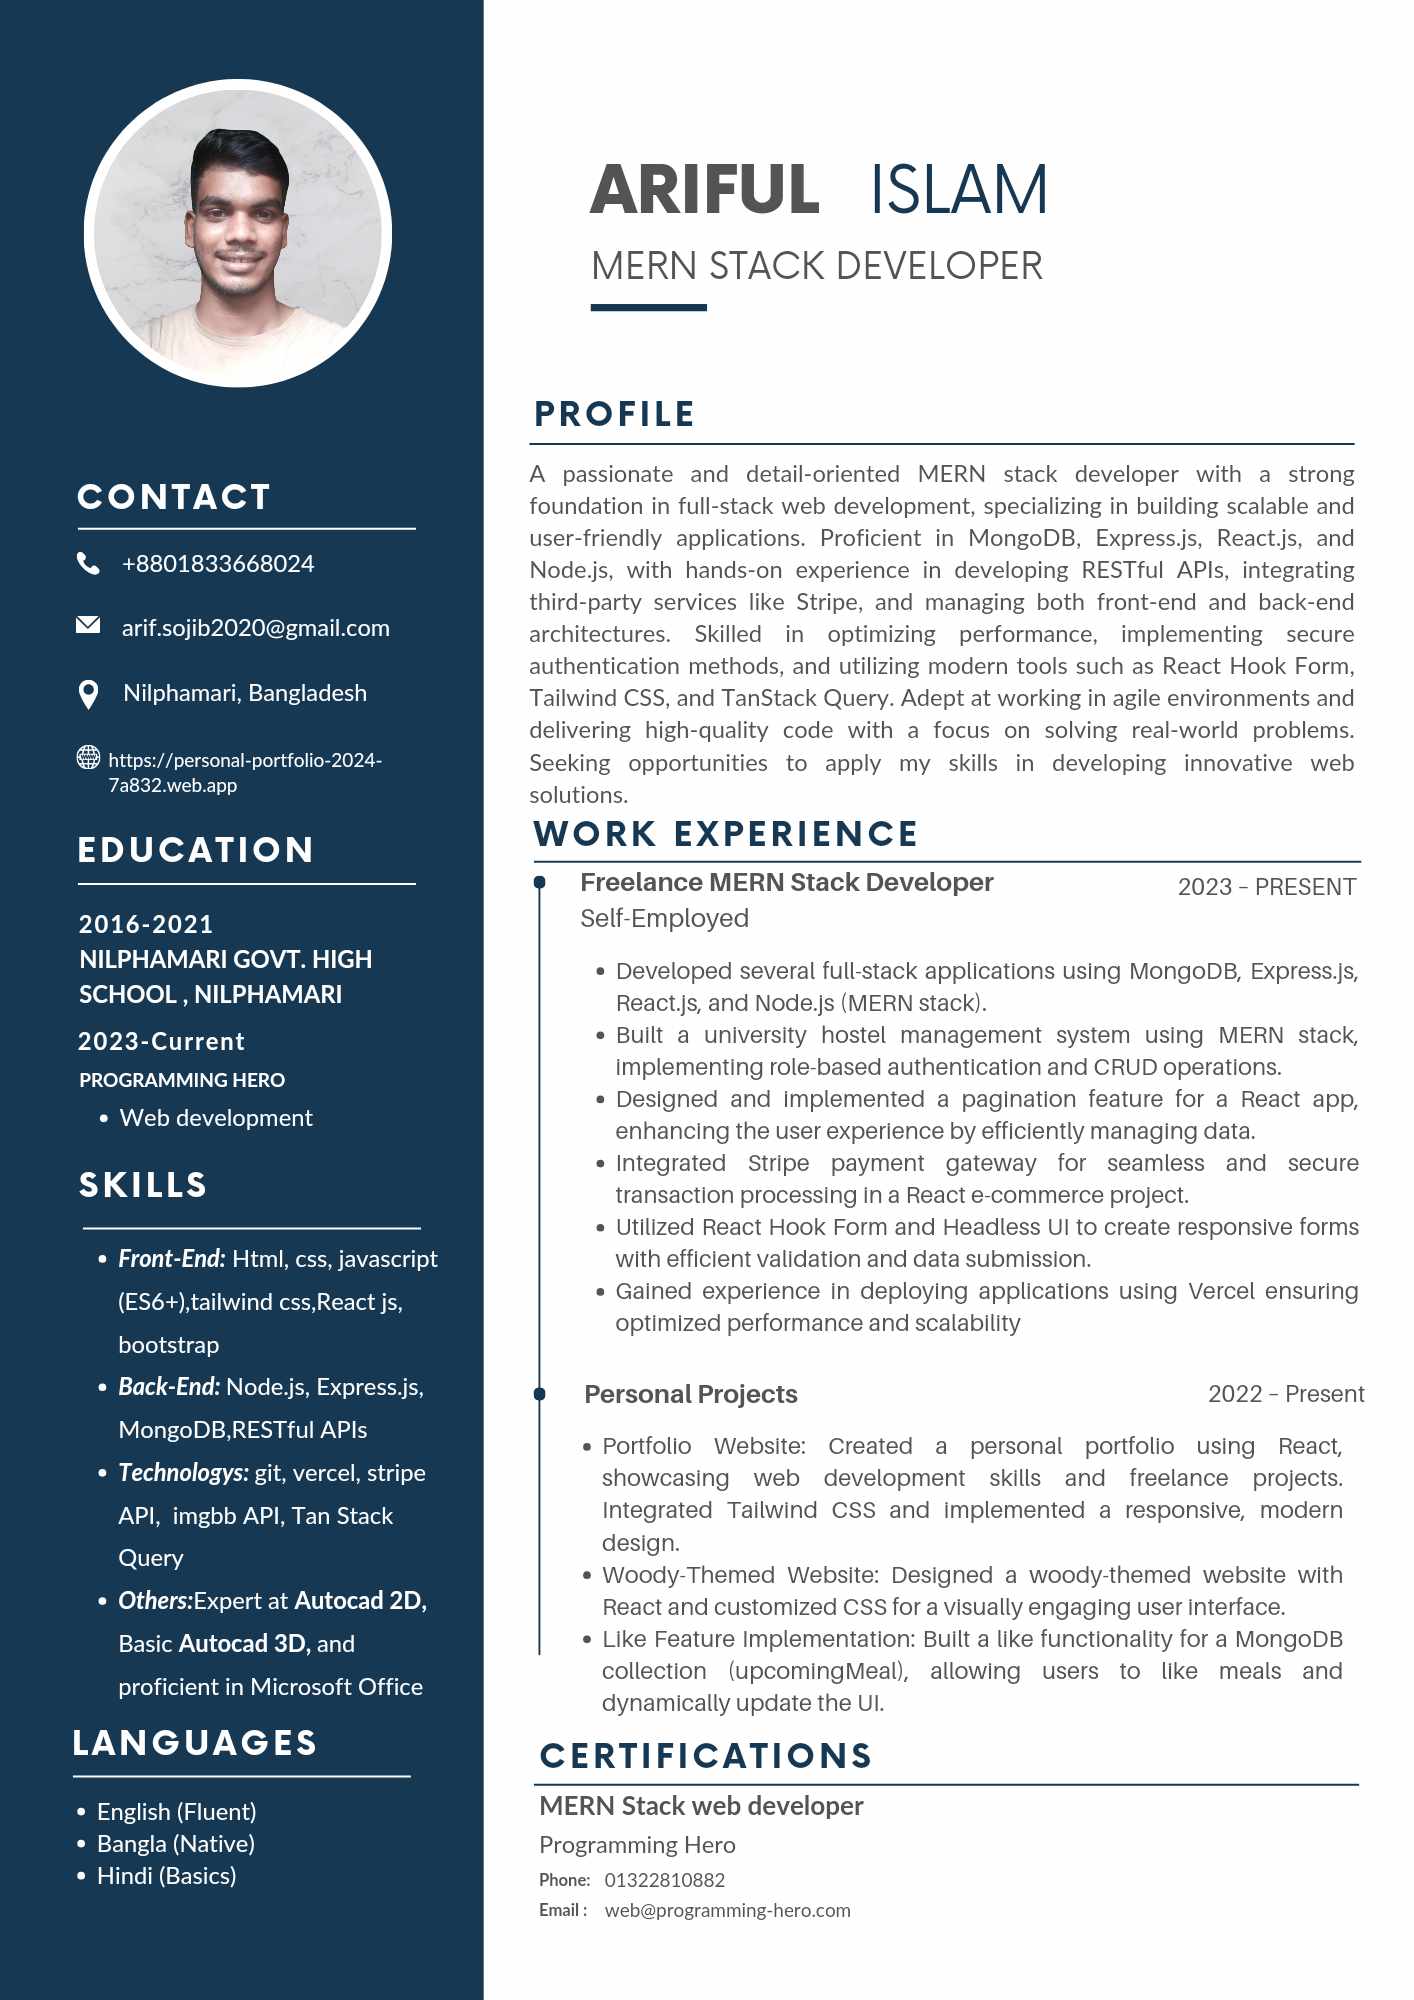 ARIFUL ISLAM
MERN STACK DEVELOPER
CONTACT
+8801833668024
arif.sojib2020@gmail.com
Nilphamari, Bangladesh
https://personal-portfolio-2024-
7a832.web.app
EDUCATION
2016-2021
NILPHAMARI GOVT. HIGH
SCHOOL , NILPHAMARI
2023-Current
PROGRAMMING HERO
• Web development
SKILLS
• Front-End: Html, css, javascript
(ES6+),tailwind css,React js,
bootstrap
• Back-End: Node.js, Express.js,
MongoDB,RESTful APIs
• Technologys: git, vercel, stripe
API, imgbb API, Tan Stack
Query
• Others:Expert at Autocad 2D,
Basic Autocad 3D, and
proficient in Microsoft Office
LANGUAGES
• English (Fluent)
• Bangla (Native)
• Hindi (Basics)
PROFILE
A passionate and detail-oriented MERN stack developer with a strong
foundation in full-stack web development, specializing in building scalable and
user-friendly applications. Proficient in MongoDB, Express.js, React.js, and
Node.js, with hands-on experience in developing RESTful APIs, integrating
third-party services like Stripe, and managing both front-end and back-end
architectures. Skilled in optimizing performance, implementing secure
authentication methods, and utilizing modern tools such as React Hook Form,
Tailwind CSS, and TanStack Query. Adept at working in agile environments and
delivering high-quality code with a focus on solving real-world problems.
Seeking opportunities to apply my skills in developing innovative web
solutions.
WORK EXPERIENCE
Freelance MERN Stack Developer 2023 – PRESENT
Self-Employed
• Developed several full-stack applications using MongoDB, Express.js,
React.js, and Node.js (MERN stack).
• Built a university hostel management system using MERN stack,
implementing role-based authentication and CRUD operations.
• Designed and implemented a pagination feature for a React app,
enhancing the user experience by efficiently managing data.
• Integrated Stripe payment gateway for seamless and secure
transaction processing in a React e-commerce project.
• Utilized React Hook Form and Headless UI to create responsive forms
with efficient validation and data submission.
• Gained experience in deploying applications using Vercel ensuring
optimized performance and scalability
Personal Projects 2022 – Present
• Portfolio Website: Created a personal portfolio using React,
showcasing web development skills and freelance projects.
Integrated Tailwind CSS and implemented a responsive, modern
design.
• Woody-Themed Website: Designed a woody-themed website with
React and customized CSS for a visually engaging user interface.
• Like Feature Implementation: Built a like functionality for a MongoDB
collection (upcomingMeal), allowing users to like meals and
dynamically update the UI.
CERTIFICATIONS
MERN Stack web developer
Programming Hero
Phone: 01322810882
Email : web@programming-hero.com